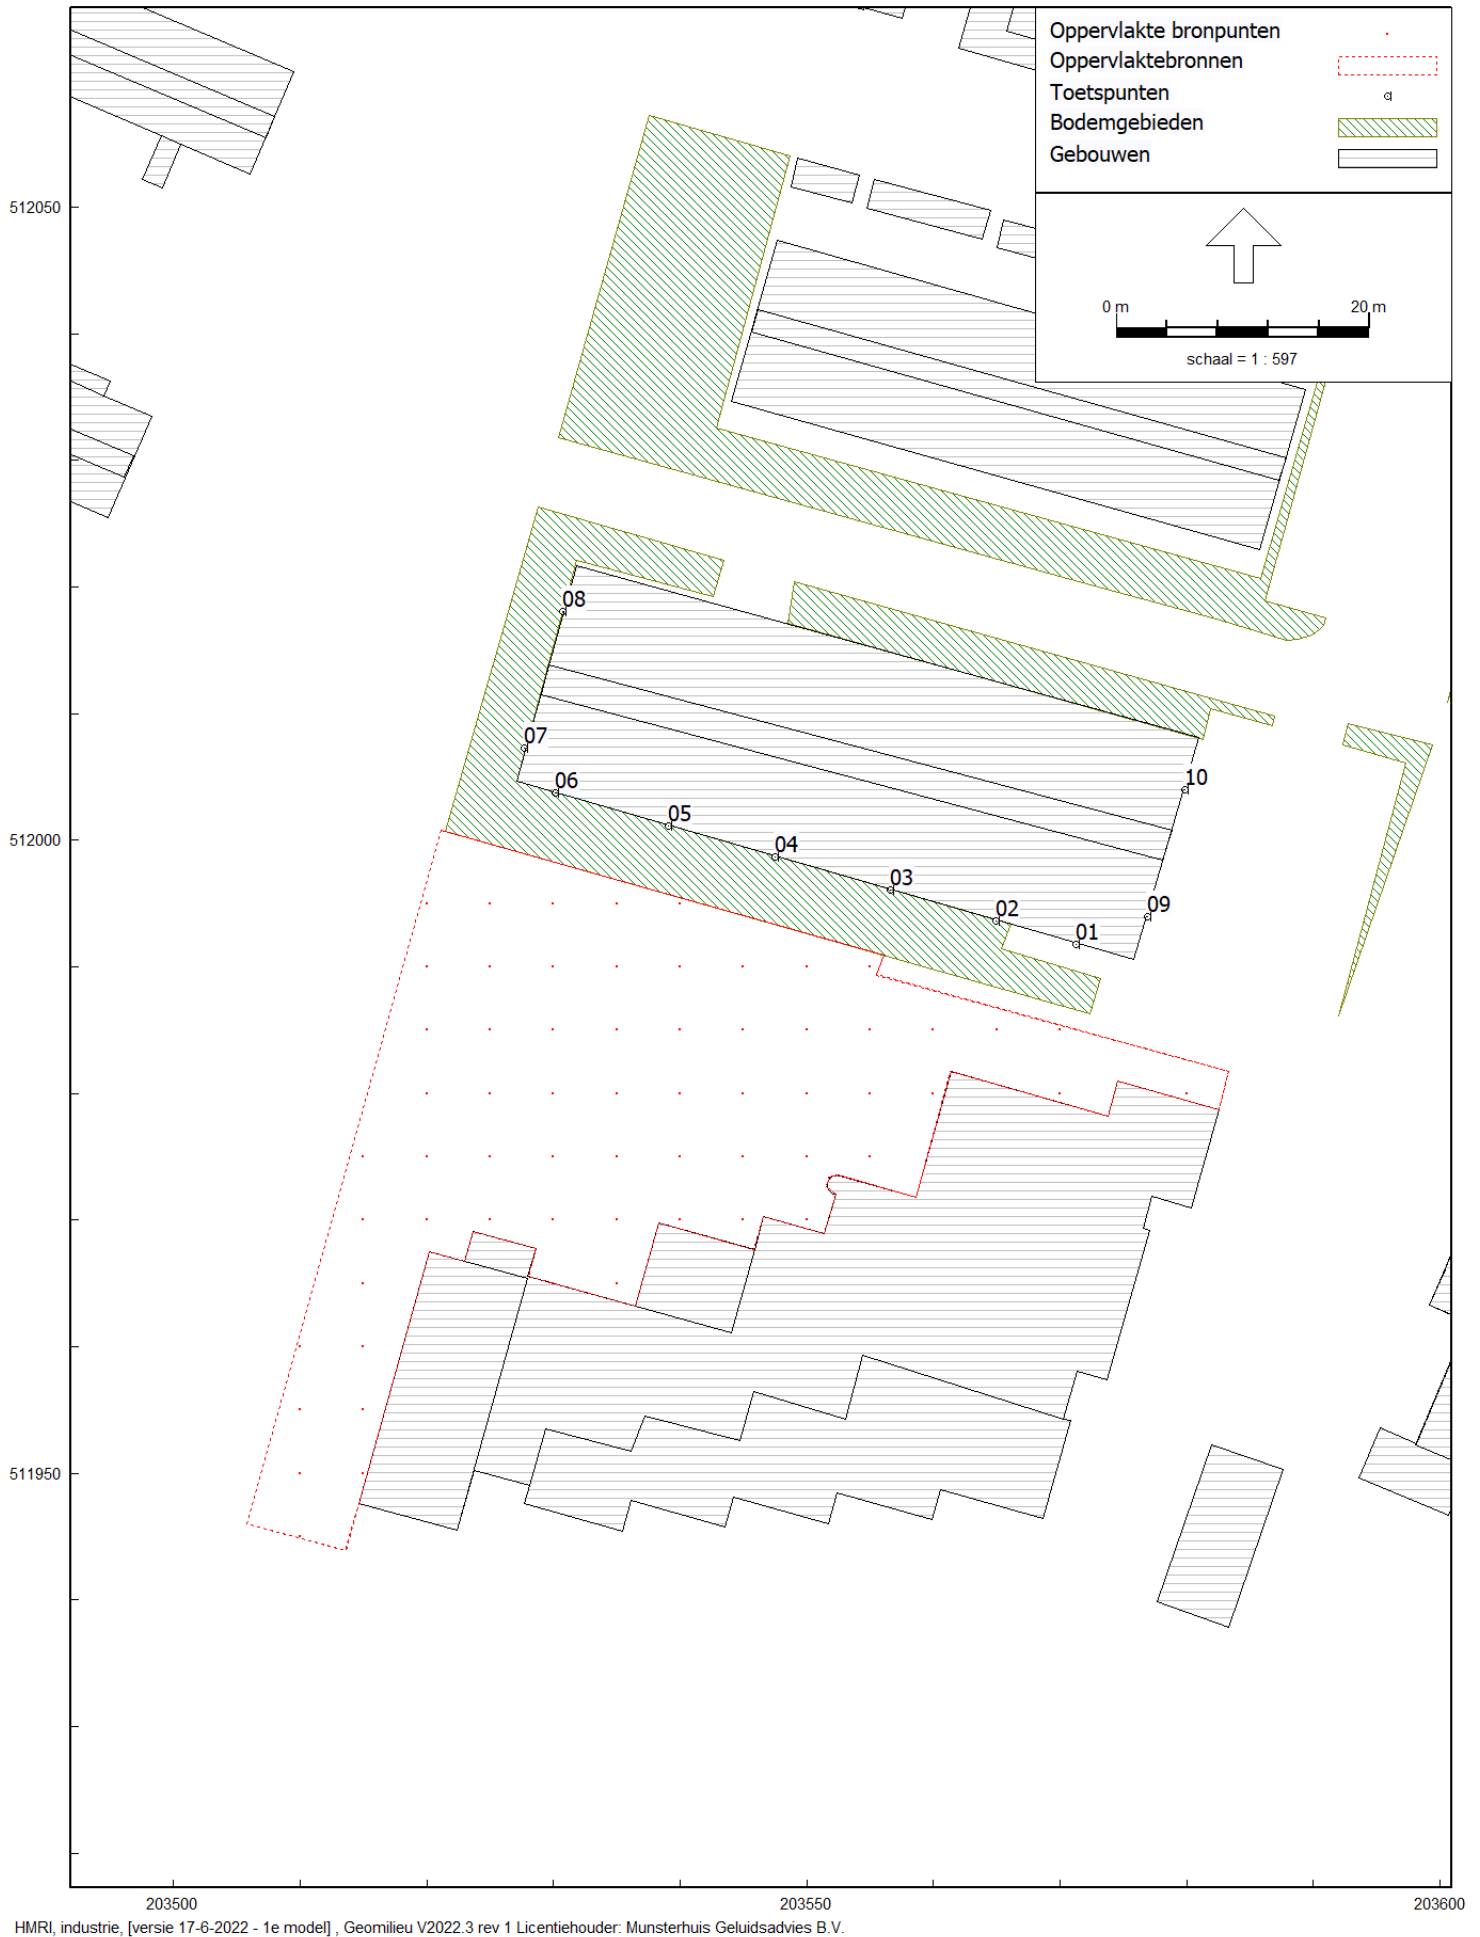 Oppervlakte bronpunten
Oppervlaktebronnen
Toetspunten
Bodemgebieden
Gebouwen
0 m 20 m
schaal = 1 : 597
512050
08
07
06
10
05
512000
04
03
09
02
01
511950
203500 203550 203600
HMRI, industrie, [versie 17-6-2022 - 1e model] , Geomilieu V2022.3 rev 1 Licentiehouder: Munsterhuis Geluidsadvies B.V.